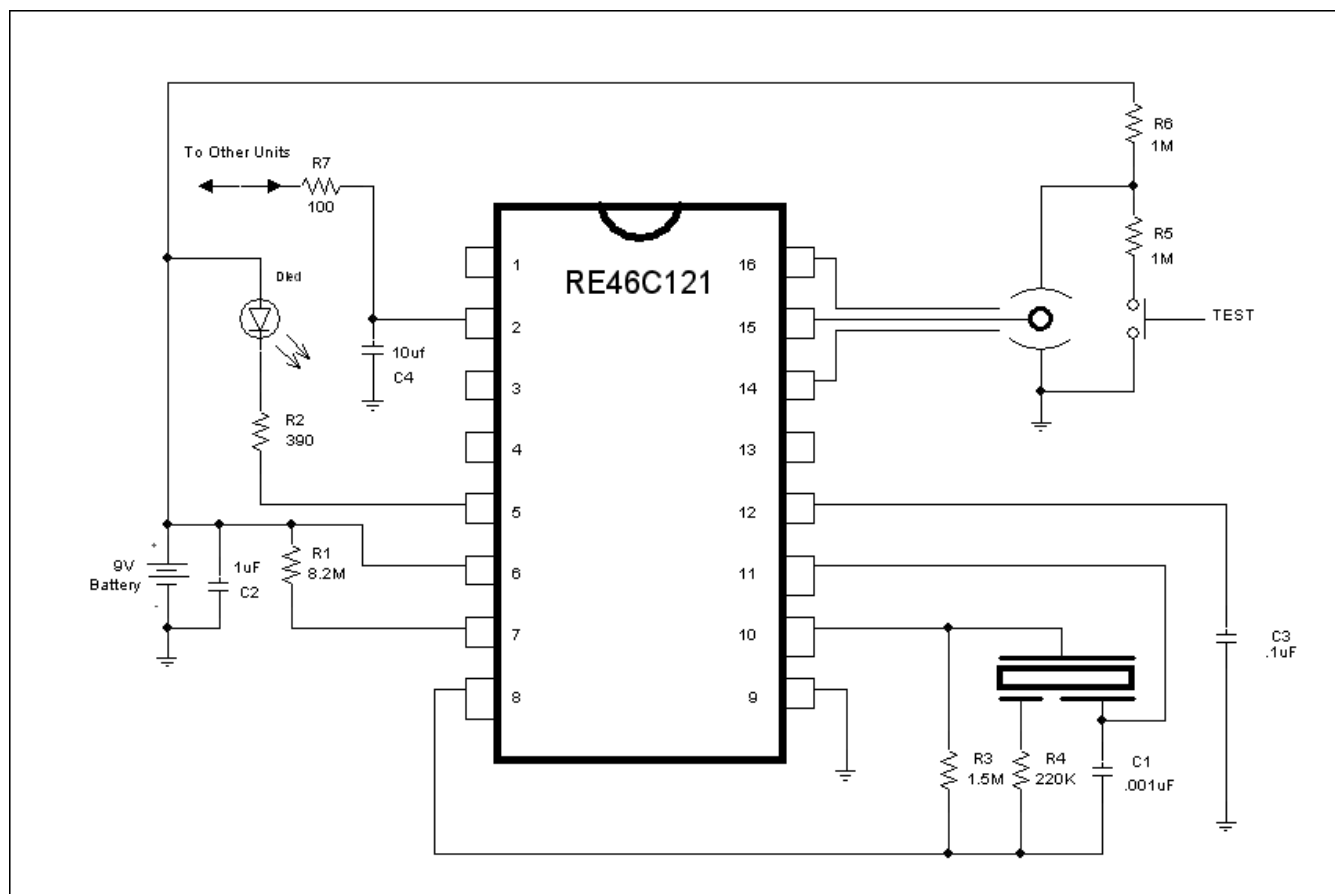 R6
1M
To Other Units
R7
100
R5
1M
Dled
RE46C121
1
16
2
15
TEST
10uf
C4
3
14
R2
390
4
13
5
12
+
9V
Battery
-
1uF
C2
R1
8.2M
6
11
7
10
C3
.1uF
8
9
R3
1.5M
R4
220K
C1
.001uF